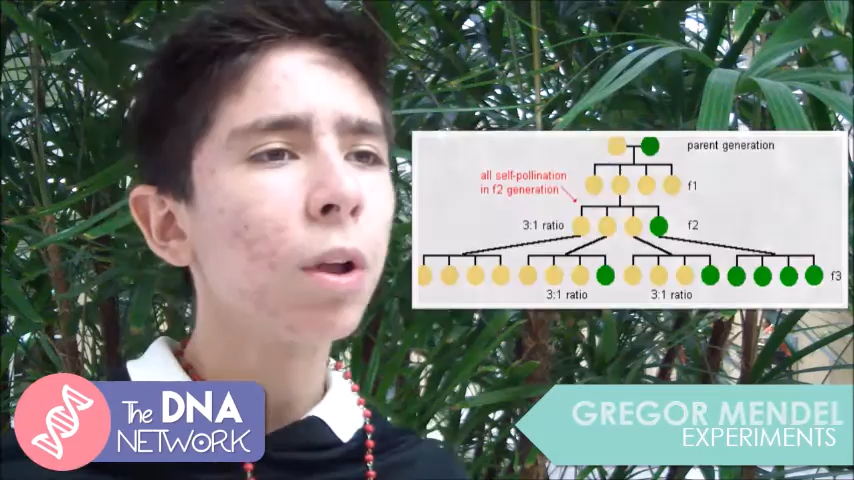 parent generation
all self-pollination
in f2 generation
f1
3:1 ratio
f2
f3
3:1 ratio
3:1 ratio
The DNA
NETWORK
GREGOR MENDEL
EXPERIMENTS